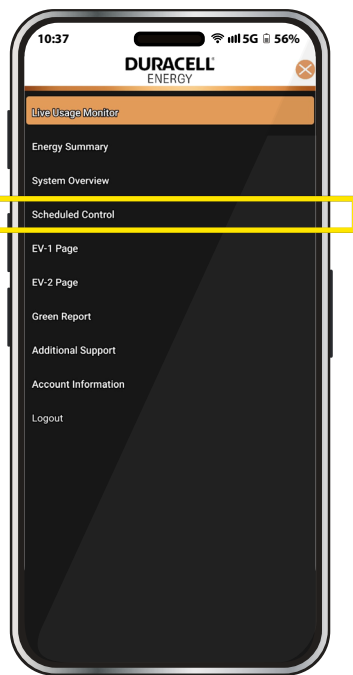 10:37 5G 56%
DURACELL
ENERGY
Live Usage Monitor
Energy Summary
System Overview
Scheduled Control
EV-1 Page
EV-2 Page
Green Report
Additional Support
Account Information
Logout